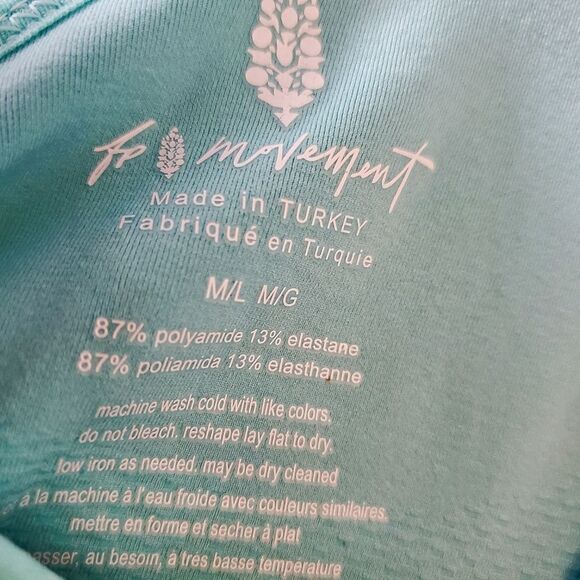 fp movement
Made in TURKEY
Fabriqué en Turquie
M/L M/G
87% polyamide 13% elastane
87% poliamida 13% elasthanne
machine wash cold with like colors.
do not bleach. reshape lay flat to dry.
low iron as needed. may be dry cleaned
à la machine à l'eau froide avec couleurs similaires.
mettre en forme et secher à plat
asser, au besoin, à très basse température